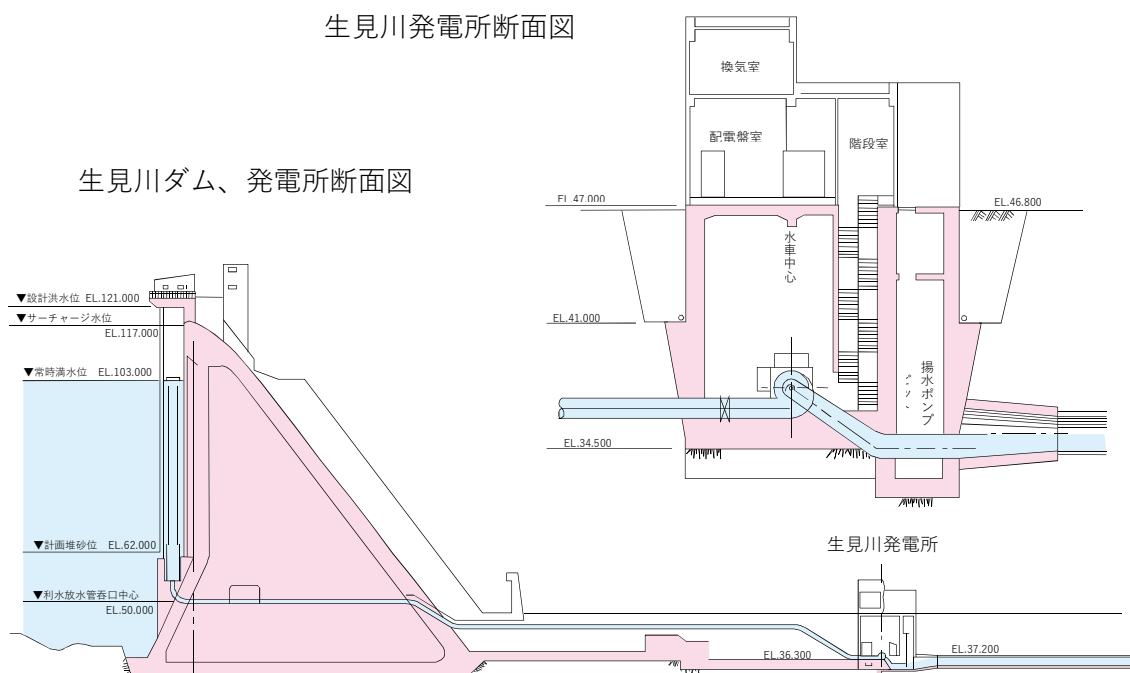 生見川発電所断面図
換気室
配電盤室
階段室
生見川ダム、発電所断面図
EL.47.000
EL.46.800
水車中心
▼設計洪水位 EL.121.000
▼サーチャージ水位
EL.117.000
EL.41.000
▼常時満水位 EL.103.000
揚水ポンプ
ピット
EL.34.500
▼計画堆砂位 EL.62.000
生見川発電所
▼利水放水管呑口中心
EL.50.000
EL.36.300
EL.37.200